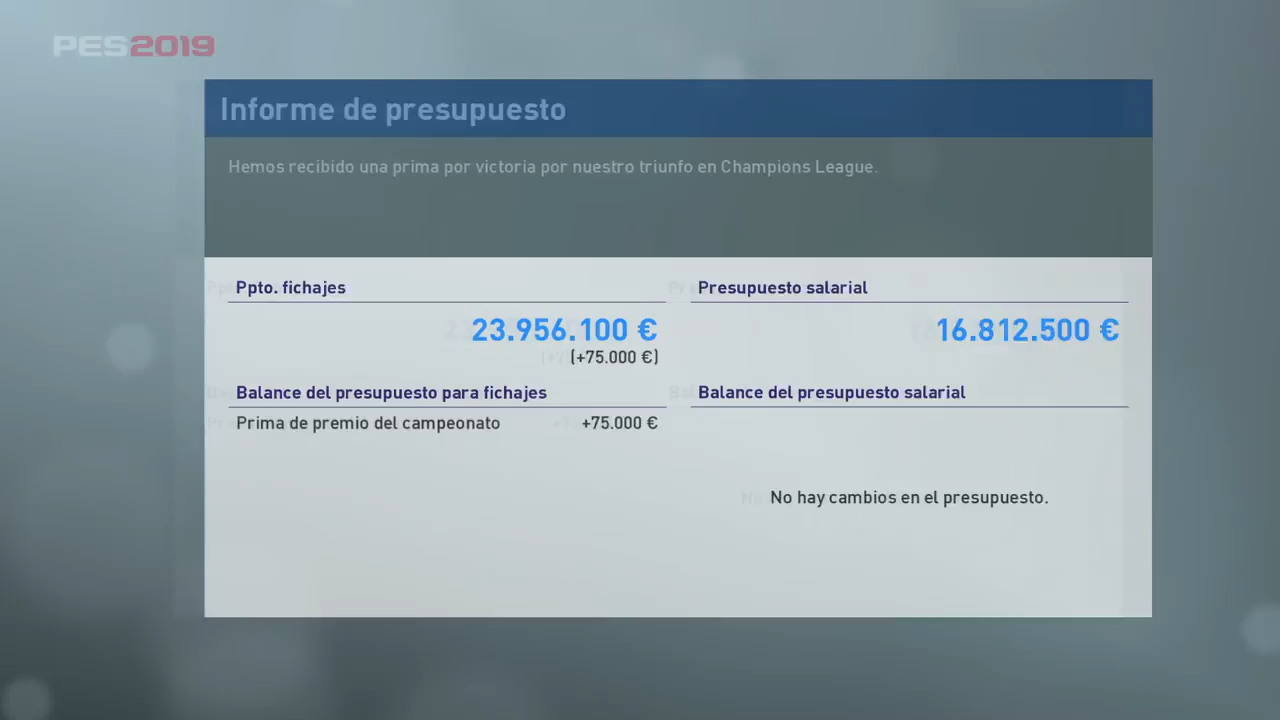 PES2019
Informe de presupuesto
Hemos recibido una prima por victoria por nuestro triunfo en Champions League.
Ppto. fichajes
23.956.100 €
(+75.000 €)
Balance del presupuesto para fichajes
Prima de premio del campeonato +75.000 €
Presupuesto salarial
16.812.500 €
Balance del presupuesto salarial
No hay cambios en el presupuesto.